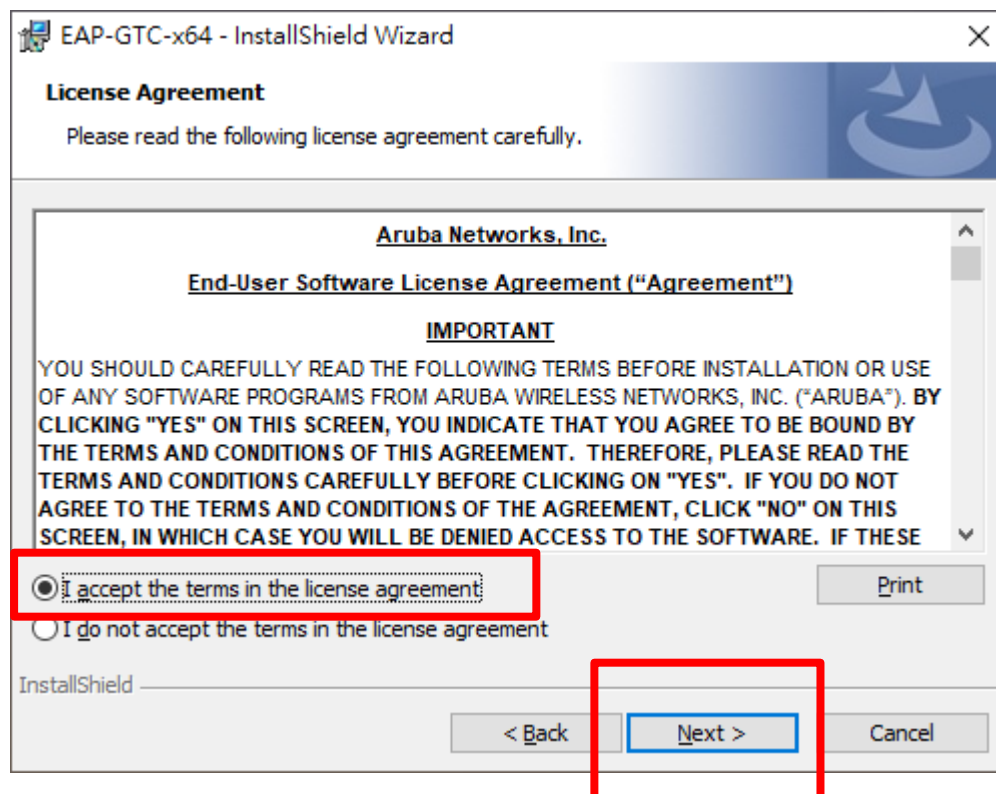 EAP-GTC-x64 - InstallShield Wizard
License Agreement
Please read the following license agreement carefully.
Aruba Networks, Inc.
End-User Software License Agreement (“Agreement”)
IMPORTANT
YOU SHOULD CAREFULLY READ THE FOLLOWING TERMS BEFORE INSTALLATION OR USE
OF ANY SOFTWARE PROGRAMS FROM ARUBA WIRELESS NETWORKS, INC. (“ARUBA”). BY
CLICKING "YES" ON THIS SCREEN, YOU INDICATE THAT YOU AGREE TO BE BOUND BY
THE TERMS AND CONDITIONS OF THIS AGREEMENT. THEREFORE, PLEASE READ THE
TERMS AND CONDITIONS CAREFULLY BEFORE CLICKING ON "YES". IF YOU DO NOT
AGREE TO THE TERMS AND CONDITIONS OF THE AGREEMENT, CLICK "NO" ON THIS
SCREEN, IN WHICH CASE YOU WILL BE DENIED ACCESS TO THE SOFTWARE. IF THESE
I accept the terms in the license agreement
Print
I do not accept the terms in the license agreement
InstallShield
< Back
Next >
Cancel